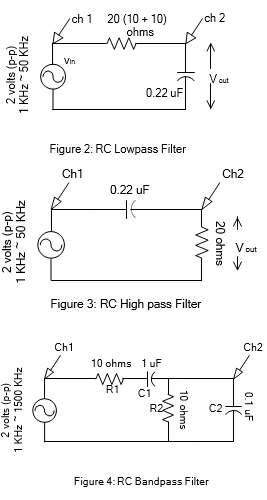 ch 1
20 (10 + 10)
ohms
ch 2
2 volts (p-p)
1 KHz ~ 50 KHz
Vin
0.22 uF
V out
Figure 2: RC Lowpass Filter
Ch1
0.22 uF
Ch2
2 volts (p-p)
1 KHz ~ 50 KHz
20 ohms
V out
Figure 3: RC High pass Filter
Ch1
Ch2
10 ohms
1 uF
R1
C1
2 volts (p-p)
1 KHz ~ 1500 KHz
R2
10 ohms
C2
0.1 uF
Figure 4: RC Bandpass Filter